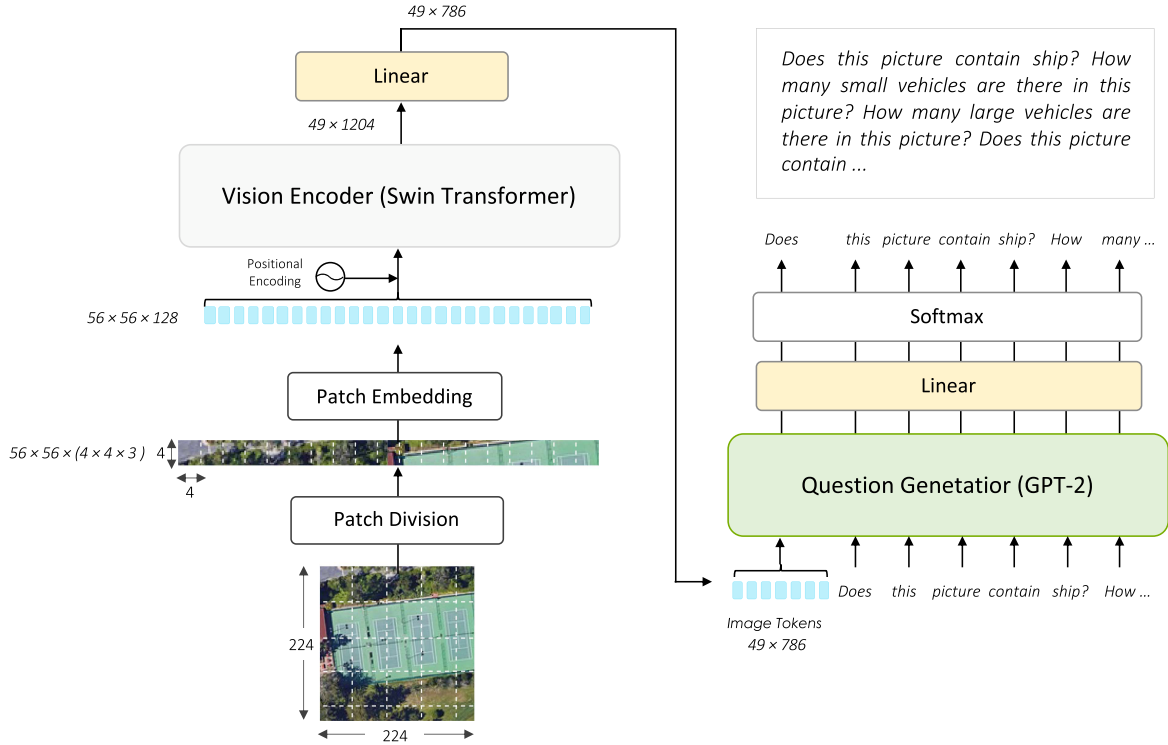 49 × 786
Linear
49 × 1204
Vision Encoder (Swin Transformer)
Positional
Encoding
56 × 56 × 128
Patch Embedding
56 × 56 × (4 × 4 × 3 )
4
4
Patch Division
224
224
Does this picture contain ship? How
many small vehicles are there in this
picture? How many large vehicles are
there in this picture? Does this picture
contain ...
Does this picture contain ship? How many ...
Softmax
Linear
Question Genetatior (GPT-2)
Does this picture contain ship? How ...
Image Tokens
49 × 786